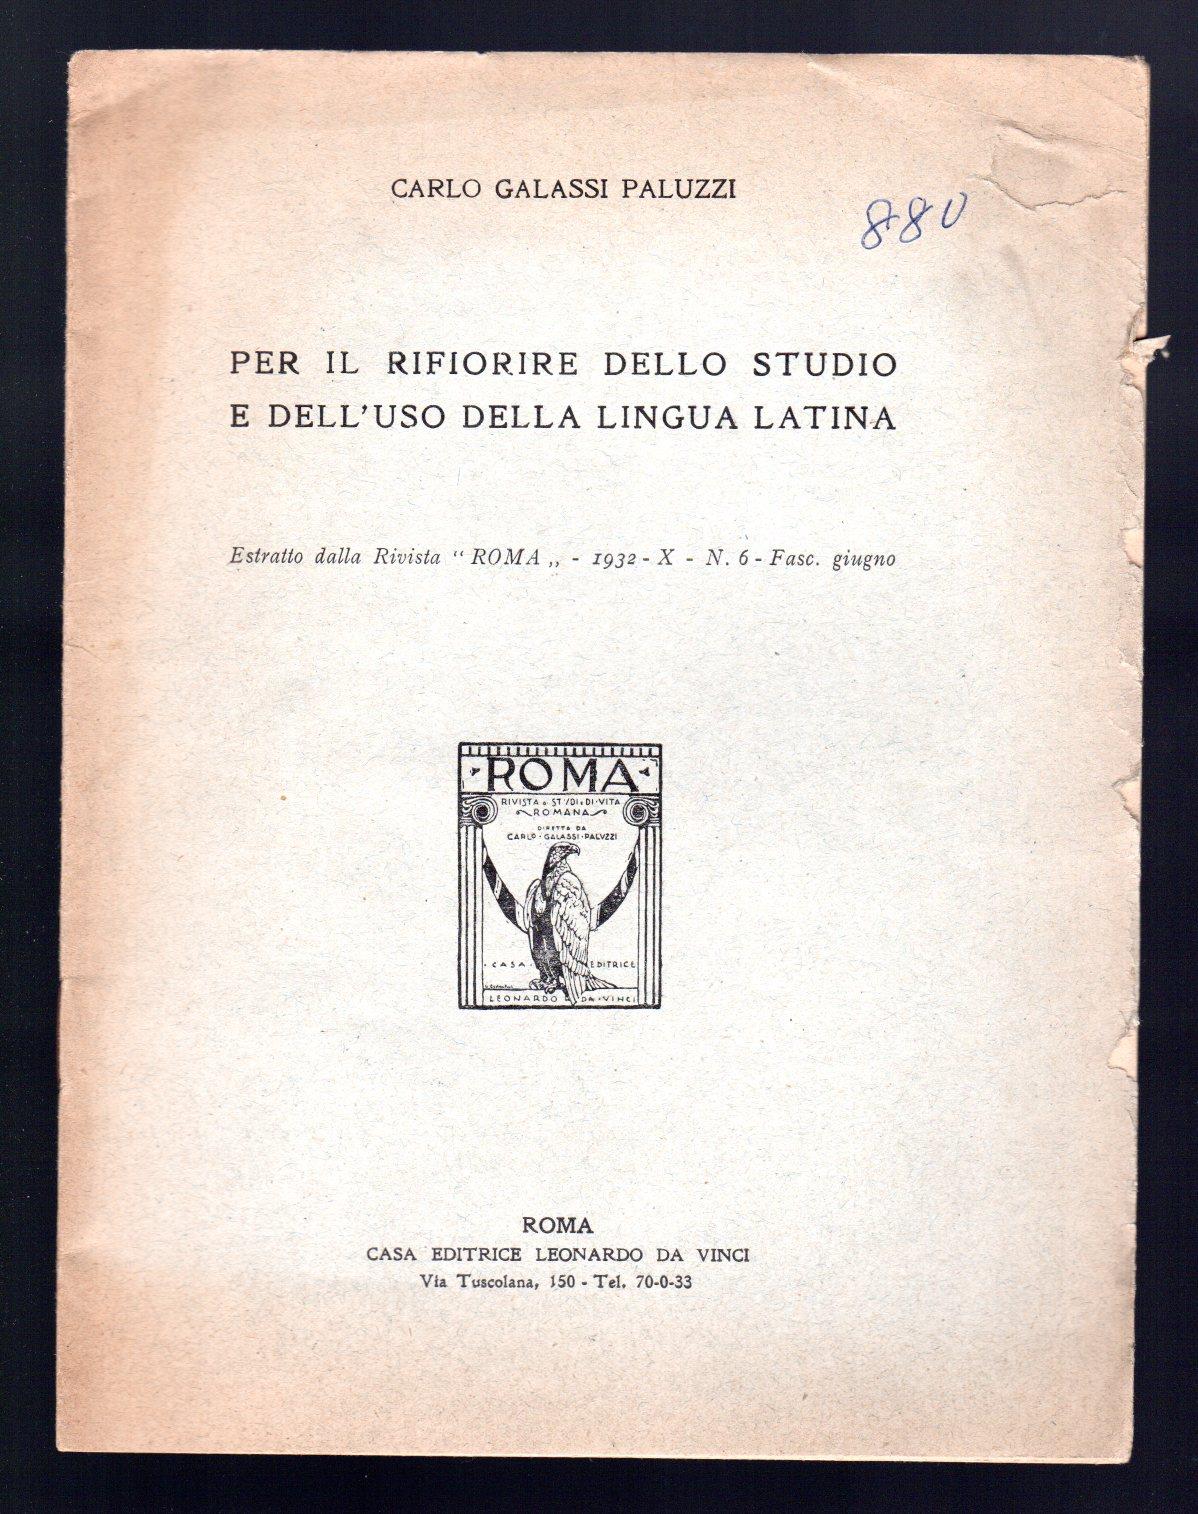 CARLO GALASSI PALUZZI
880
PER IL RIFIORIRE DELLO STUDIO
E DELL'USO DELLA LINGUA LATINA
Estratto dalla Rivista “ ROMA „ - 1932 - X - N. 6 - Fasc. giugno
·ROMA·
RIVISTA · DI · STVDI · E · DI · VITA
ROMANA
DIRETTA DA
CARLO · GALASSI · PALVZZI
· CASA · EDITRICE
LEONARDO DA · VINCI
ROMA
CASA EDITRICE LEONARDO DA VINCI
Via Tuscolana, 150 - Tel. 70-0-33